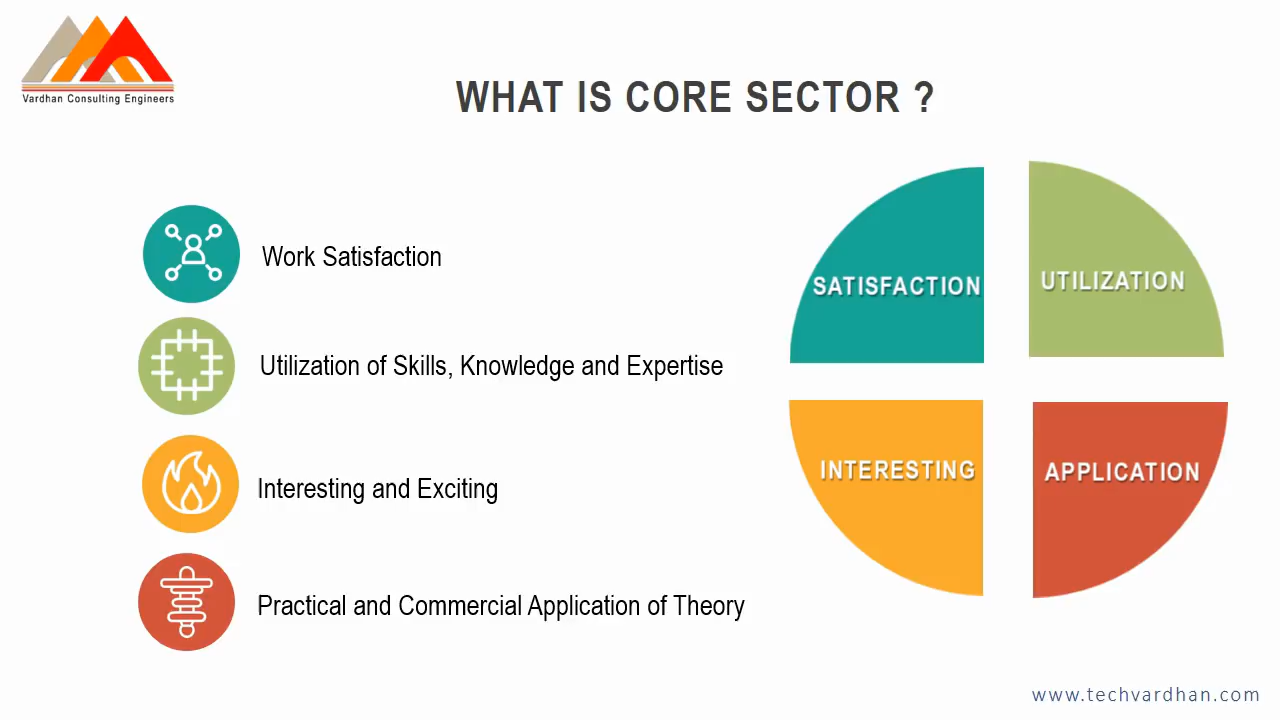 Vardhan Consulting Engineers
WHAT IS CORE SECTOR ?
Work Satisfaction
Utilization of Skills, Knowledge and Expertise
Interesting and Exciting
Practical and Commercial Application of Theory
SATISFACTION
UTILIZATION
INTERESTING
APPLICATION
www.techvardhan.com